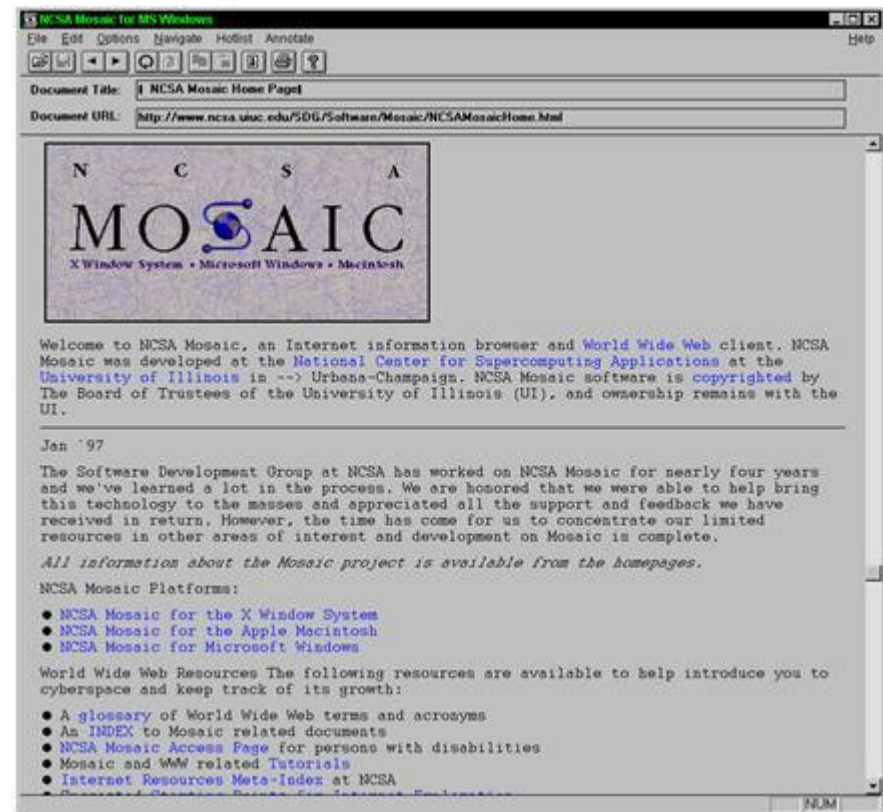 NCSA Mosaic for MS Windows
File Edit Options Navigate Hotlist Annotate Help
Document Title: NCSA Mosaic Home Page
Document URL: http://www.ncsa.uiuc.edu/SDG/Software/Mosaic/NCSAMosaicHome.html
N C S A
MOSAIC
X Window System • Microsoft Windows • Macintosh
Welcome to NCSA Mosaic, an Internet information browser and World Wide Web client. NCSA
Mosaic was developed at the National Center for Supercomputing Applications at the
University of Illinois in --> Urbana-Champaign. NCSA Mosaic software is copyrighted by
The Board of Trustees of the University of Illinois (UI), and ownership remains with the
UI.
Jan `97
The Software Development Group at NCSA has worked on NCSA Mosaic for nearly four years
and we've learned a lot in the process. We are honored that we were able to help bring
this technology to the masses and appreciated all the support and feedback we have
received in return. However, the time has come for us to concentrate our limited
resources in other areas of interest and development on Mosaic is complete.
All information about the Mosaic project is available from the homepages.
NCSA Mosaic Platforms:
● NCSA Mosaic for the X Window System
● NCSA Mosaic for the Apple Macintosh
● NCSA Mosaic for Microsoft Windows
World Wide Web Resources The following resources are available to help introduce you to
cyberspace and keep track of its growth:
● A glossary of World Wide Web terms and acronyms
● An INDEX to Mosaic related documents
● NCSA Mosaic Access Page for persons with disabilities
● Mosaic and WWW related Tutorials
● Internet Resources Meta-Index at NCSA
NUM